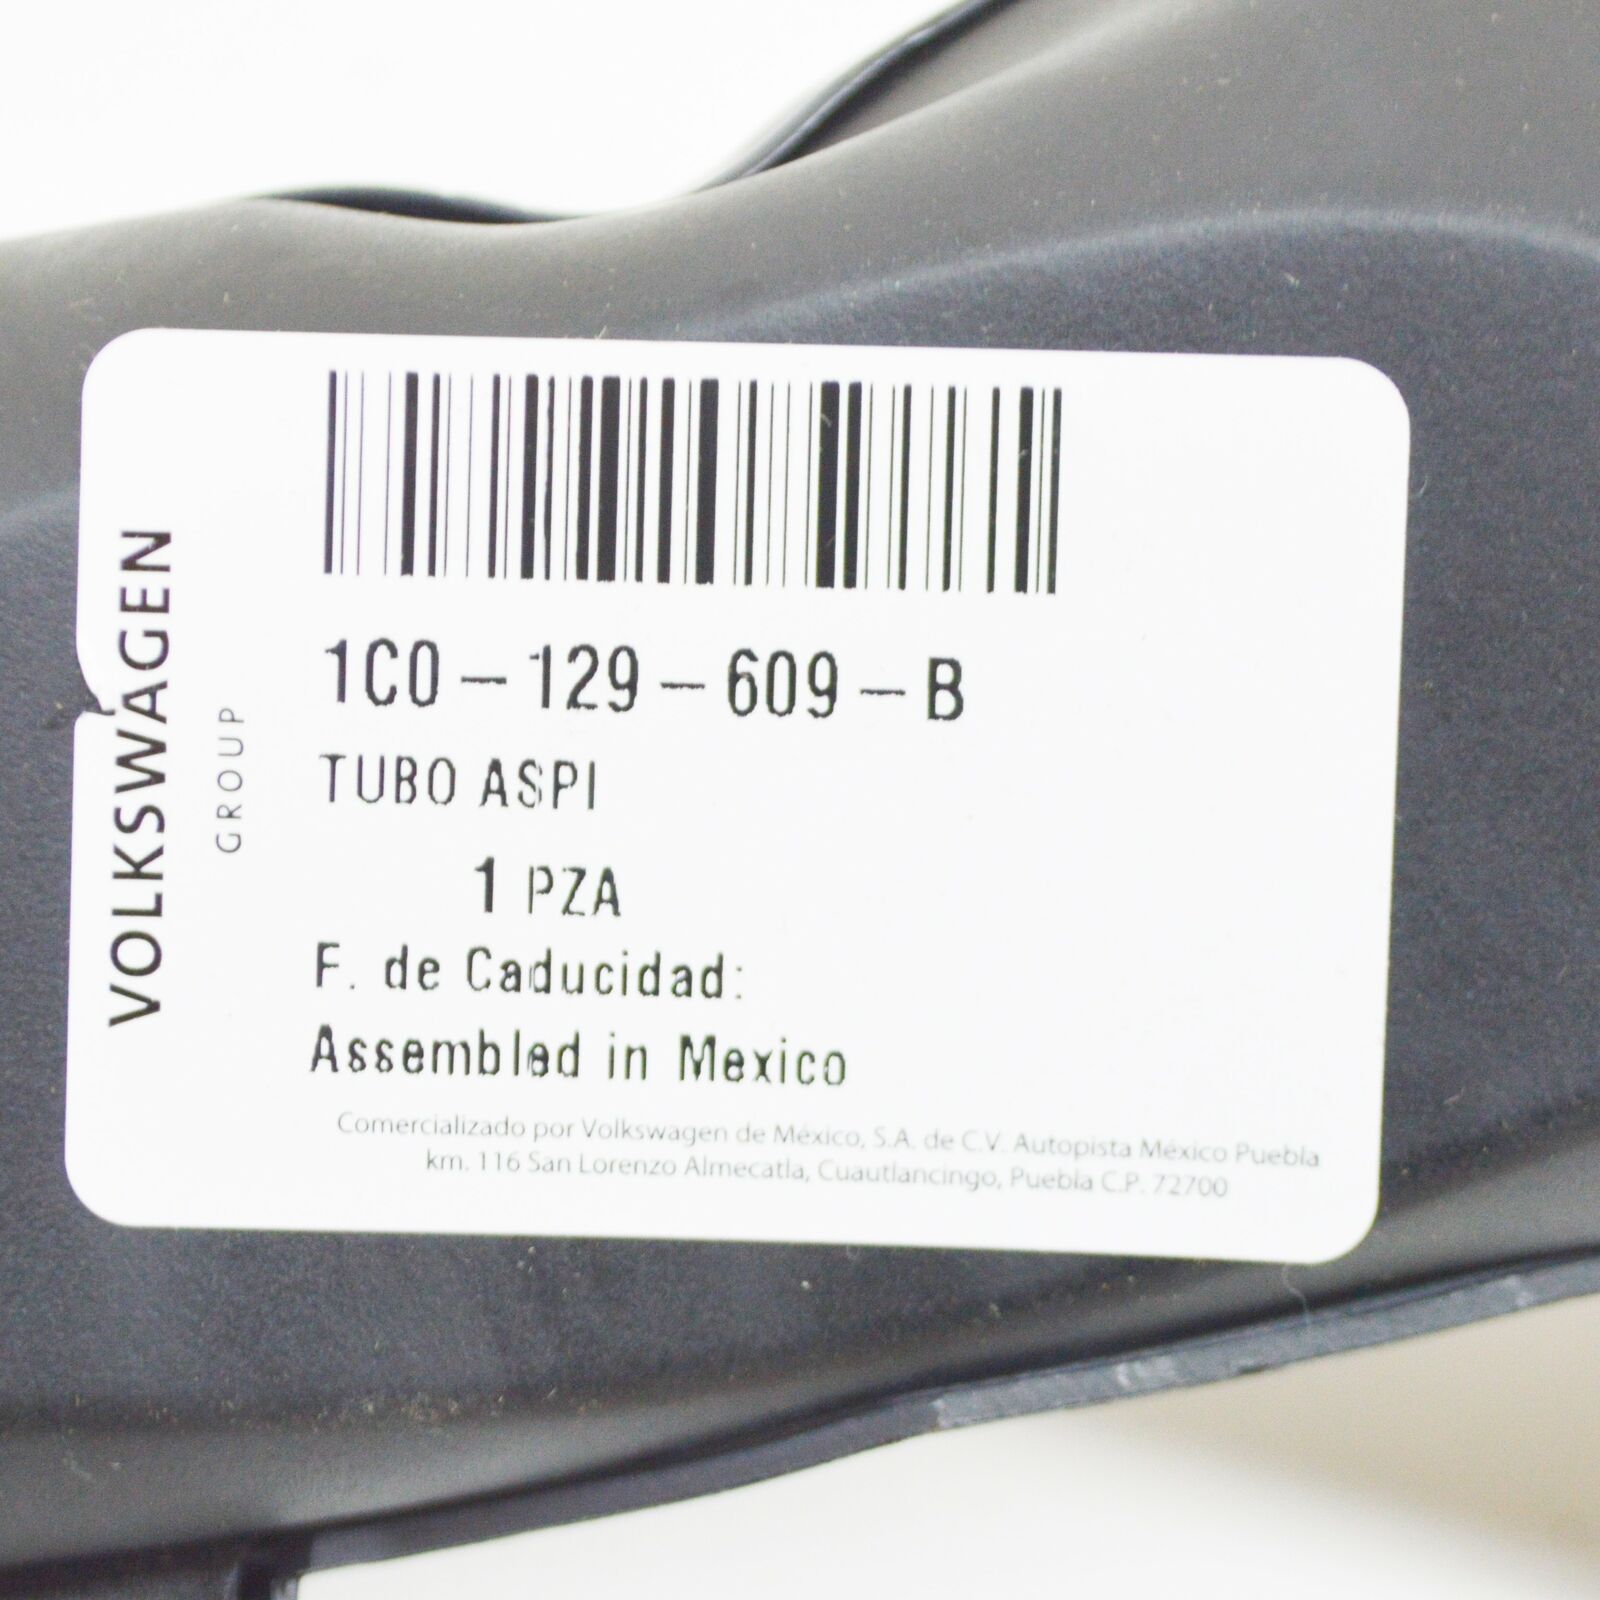 VOLKSWAGEN
GROUP
1C0-129-609-B
TUBO ASPI
1 PZA
F. de Caducidad:
Assembled in Mexico
Comercializado por Volkswagen de México, S.A. de C.V. Autopista México Puebla
km. 116 San Lorenzo Almecatla, Cuautlancingo, Puebla C.P. 72700